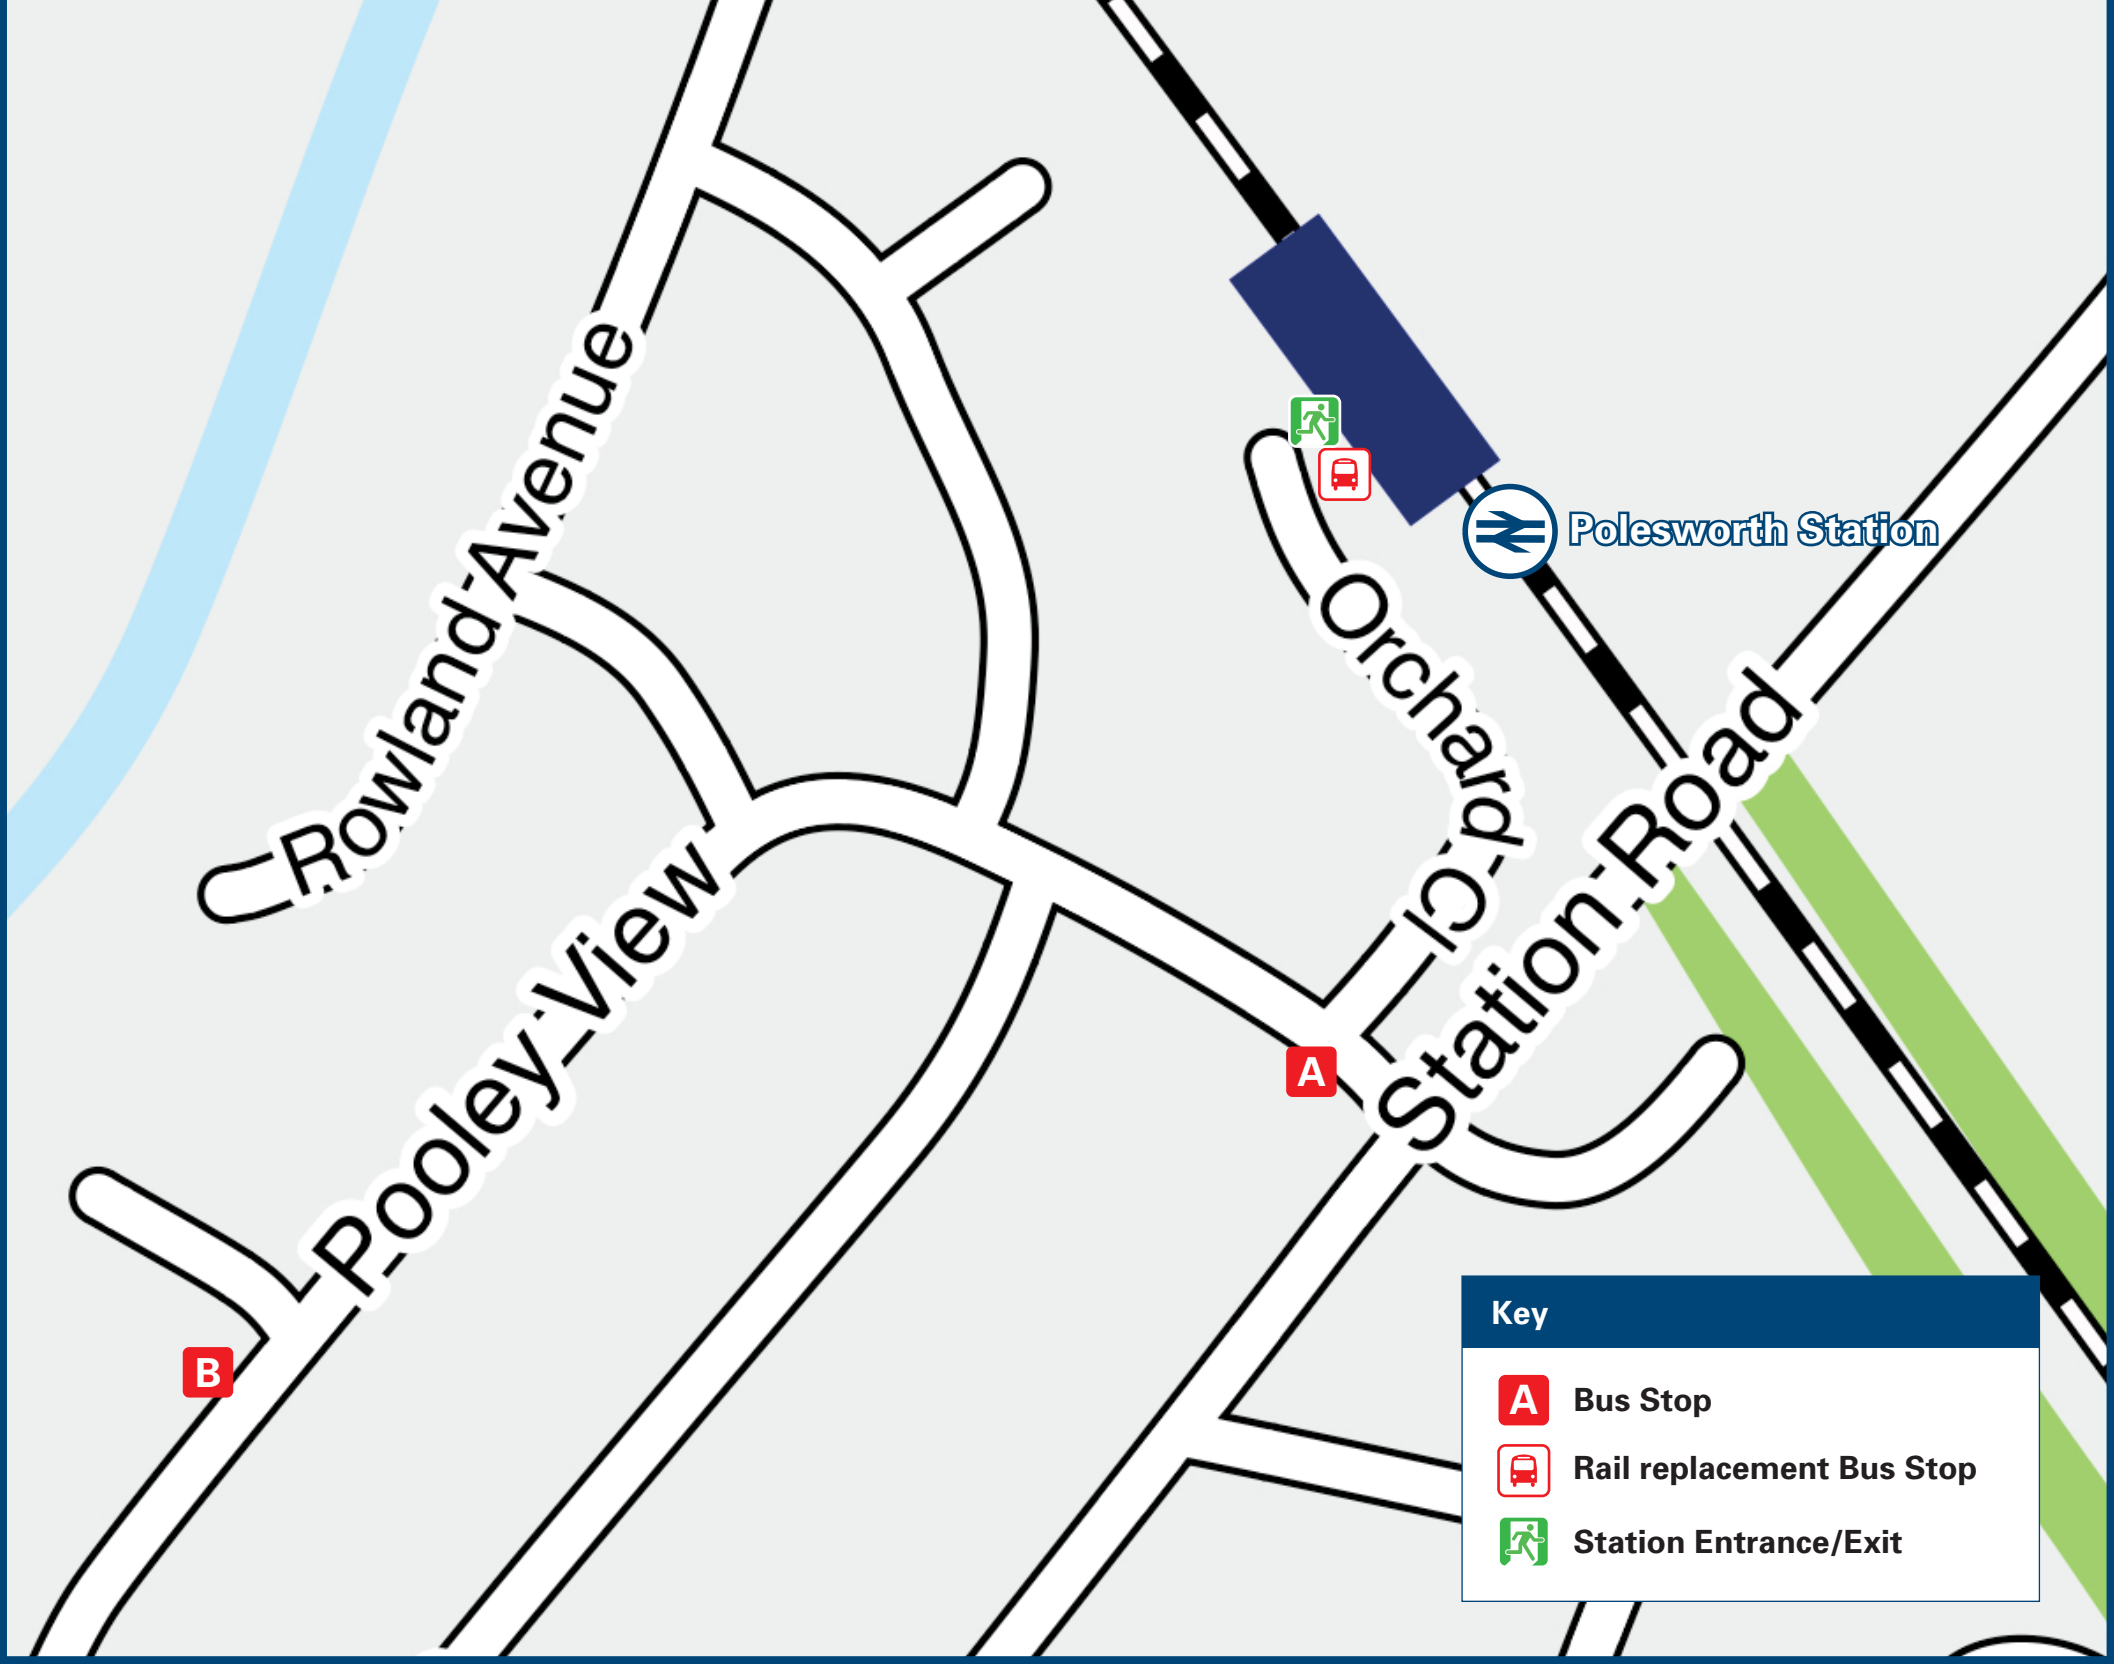 Rowland Avenue
Polesworth Station
Orchard Cl
Station Road
Pooley View
A
B
Key
A Bus Stop
Rail replacement Bus Stop
Station Entrance/Exit